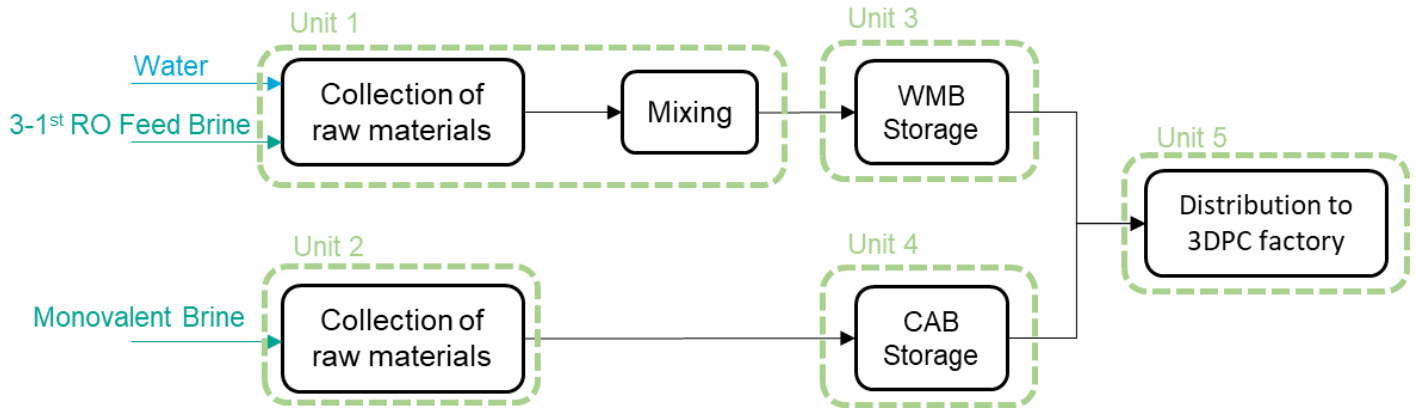 Unit 1
Unit 3
Water
3-1st RO Feed Brine
Collection of
raw materials
Mixing
WMB
Storage
Unit 5
Distribution to
3DPC factory
Unit 2
Unit 4
Monovalent Brine
Collection of
raw materials
CAB
Storage